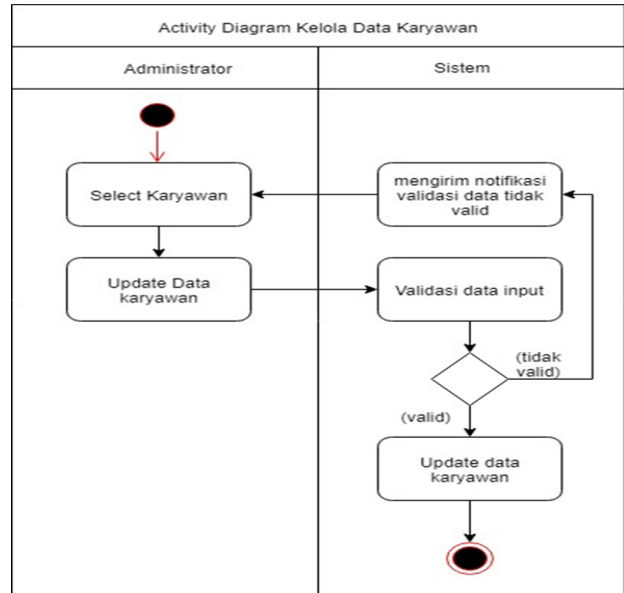 Activity Diagram Kelola Data Karyawan
Administrator
Sistem
Select Karyawan
mengirim notifikasi
validasi data tidak
valid
Update Data
karyawan
Validasi data input
(tidak
valid)
(valid)
Update data
karyawan